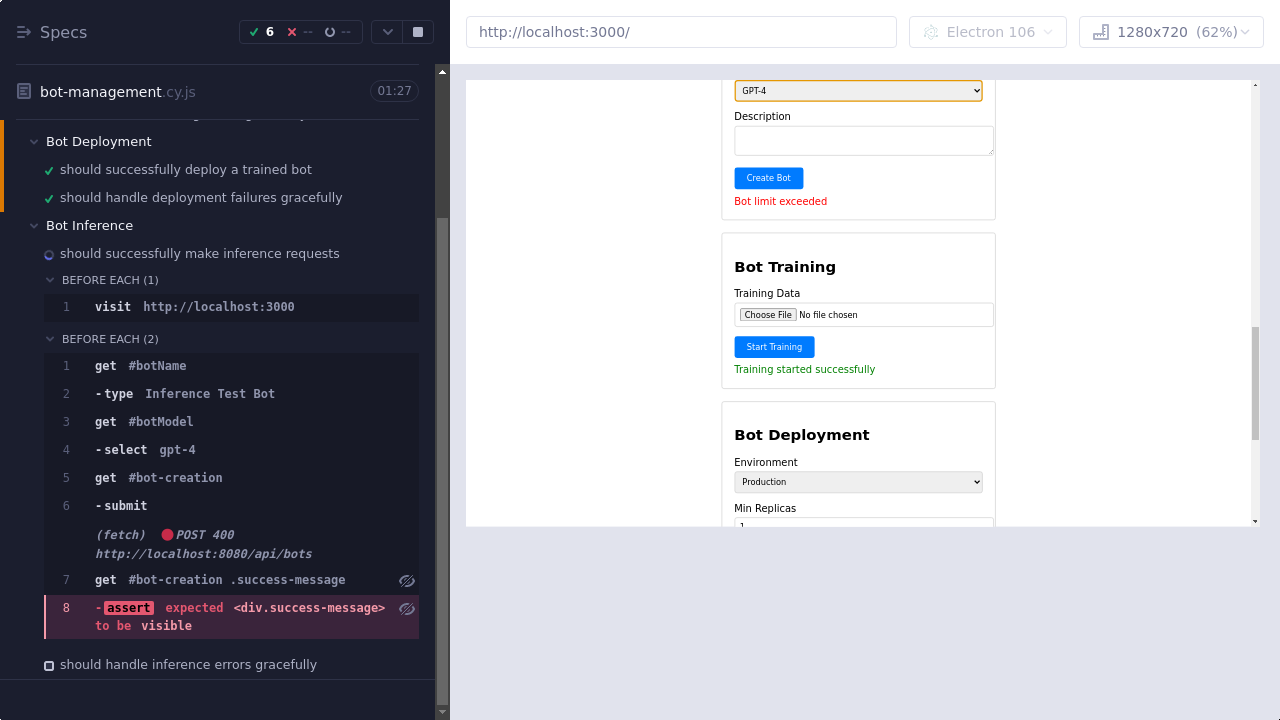 Specs
6
--
--
bot-management.cy.js
01:27
Bot Deployment
should successfully deploy a trained bot
should handle deployment failures gracefully
Bot Inference
should successfully make inference requests
BEFORE EACH (1)
1 visit http://localhost:3000
BEFORE EACH (2)
1 get #botName
2 -type Inference Test Bot
3 get #botModel
4 -select gpt-4
5 get #bot-creation
6 -submit
(fetch) POST 400
http://localhost:8080/api/bots
7 get #bot-creation .success-message
8 -assert expected <div.success-message>
to be visible
should handle inference errors gracefully
http://localhost:3000/
Electron 106
1280x720 (62%)
GPT-4
Description
Create Bot
Bot limit exceeded
Bot Training
Training Data
Choose File No file chosen
Start Training
Training started successfully
Bot Deployment
Environment
Production
Min Replicas
1